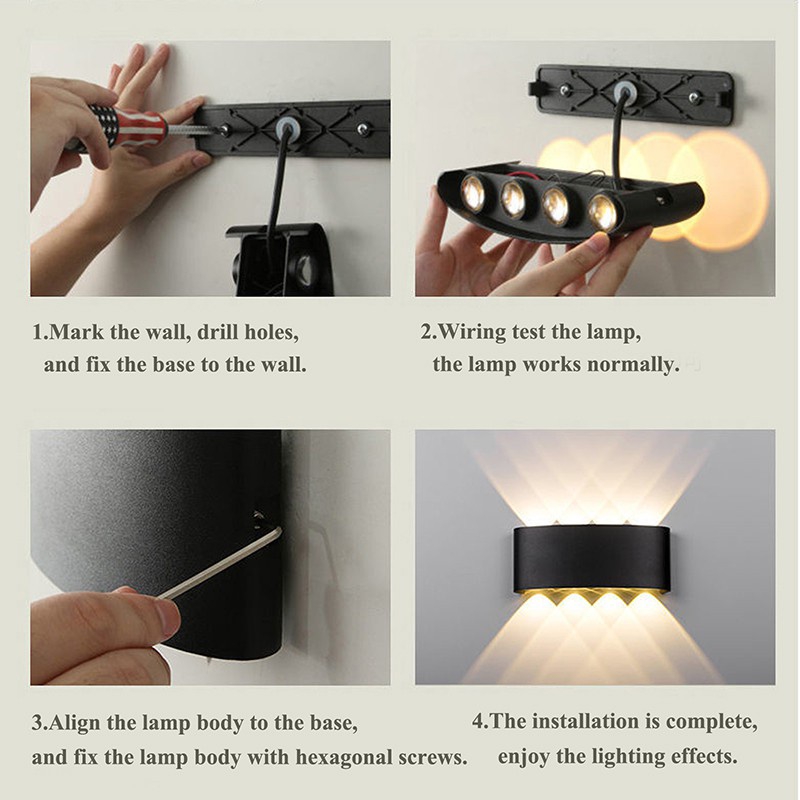 1.Mark the wall, drill holes,
and fix the base to the wall.
2.Wiring test the lamp,
the lamp works normally.
3.Align the lamp body to the base,
and fix the lamp body with hexagonal screws.
4.The installation is complete,
enjoy the lighting effects.